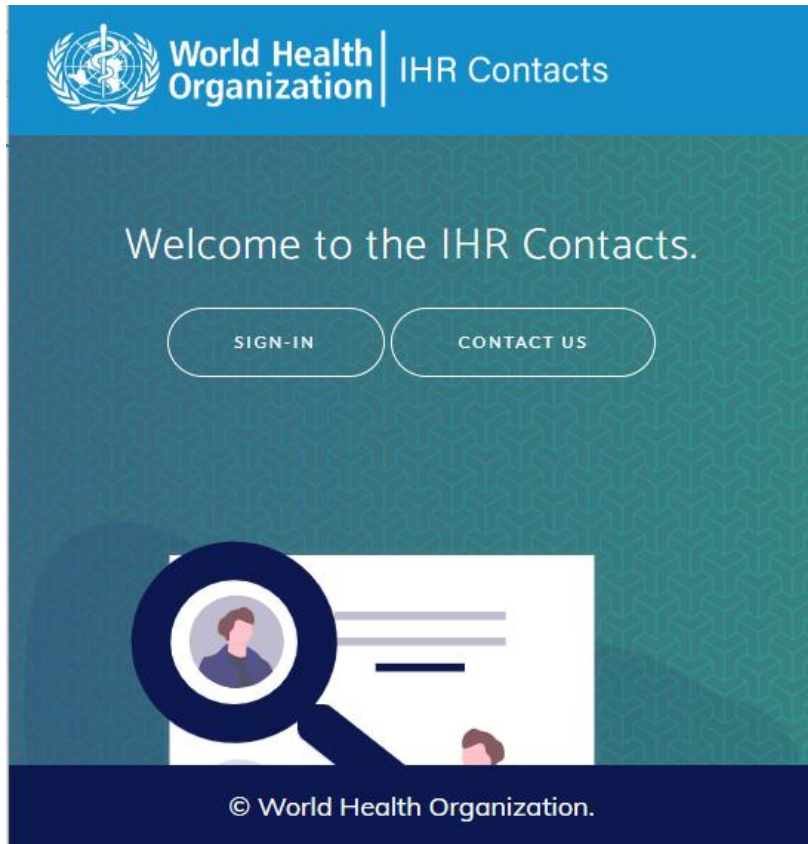 World Health
Organization
IHR Contacts
Welcome to the IHR Contacts.
SIGN-IN
CONTACT US
© World Health Organization.